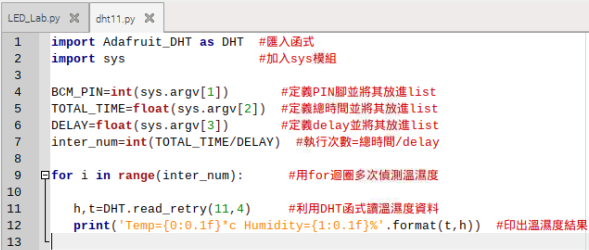 LED_Lab.py dht11.py
1 import Adafruit_DHT as DHT #匯入函式
2 import sys #加入sys模組
3
4 BCM_PIN=int(sys.argv[1]) #定義PIN腳並將其放進list
5 TOTAL_TIME=float(sys.argv[2]) #定義總時間並將其放進list
6 DELAY=float(sys.argv[3]) #定義delay並將其放進list
7 inter_num=int(TOTAL_TIME/DELAY) #執行次數=總時間/delay
8
9 for i in range(inter_num): #用for迴圈多次偵測溫濕度
10
11 h,t=DHT.read_retry(11,4) #利用DHT函式讀溫濕度資料
12 print('Temp={0:0.1f}*c Humidity={1:0.1f}%'.format(t,h)) #印出溫濕度結果
13